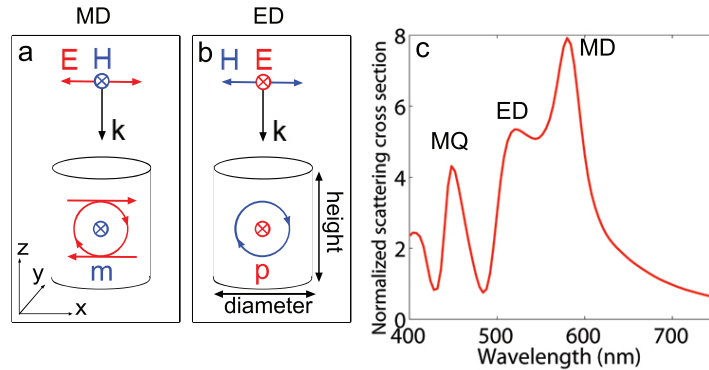 MD
ED
a
E H
k
m
z
y
x
b
H E
k
p
height
diameter
c
MD
ED
MQ
8
6
4
2
0
400
500
600
700
Normalized scattering cross section
Wavelength (nm)